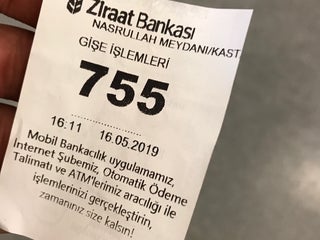 Ziraat Bankası
NASRULLAH MEYDANI/KAST
GİŞE İŞLEMLERİ
755
16:11 16.05.2019
Mobil Bankacılık uygulamamız,
İnternet Şubemiz, Otomatik Ödeme
Talimatı ve ATM'lerimiz aracılığı ile
işlemlerinizi gerçekleştirin,
zamanınız size kalsın!